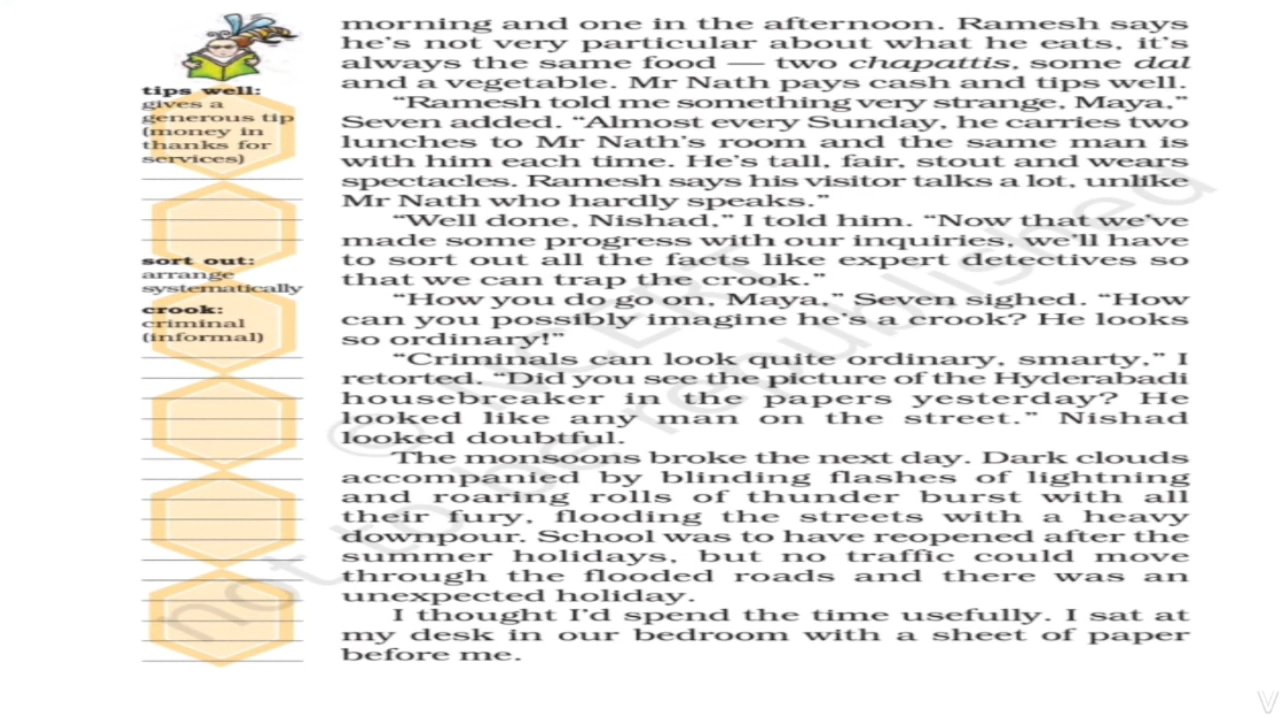 tips well:
gives a
generous tip
(money in
thanks for
services)
sort out:
arrange
systematically
crook:
criminal
(informal)
morning and one in the afternoon. Ramesh says
he's not very particular about what he eats, it's
always the same food — two chapattis, some dal
and a vegetable. Mr Nath pays cash and tips well.
“Ramesh told me something very strange, Maya,”
Seven added. “Almost every Sunday, he carries two
lunches to Mr Nath's room and the same man is
with him each time. He's tall, fair, stout and wears
spectacles. Ramesh says his visitor talks a lot, unlike
Mr Nath who hardly speaks.”
“Well done, Nishad,” I told him. “Now that we've
made some progress with our inquiries, we'll have
to sort out all the facts like expert detectives so
that we can trap the crook.”
“How you do go on, Maya,” Seven sighed. “How
can you possibly imagine he's a crook? He looks
so ordinary!”
“Criminals can look quite ordinary, smarty,” I
retorted. “Did you see the picture of the Hyderabadi
housebreaker in the papers yesterday? He
looked like any man on the street.” Nishad
looked doubtful.
The monsoons broke the next day. Dark clouds
accompanied by blinding flashes of lightning
and roaring rolls of thunder burst with all
their fury, flooding the streets with a heavy
downpour. School was to have reopened after the
summer holidays, but no traffic could move
through the flooded roads and there was an
unexpected holiday.
I thought I'd spend the time usefully. I sat at
my desk in our bedroom with a sheet of paper
before me.
© NCERT
not to be republished
V